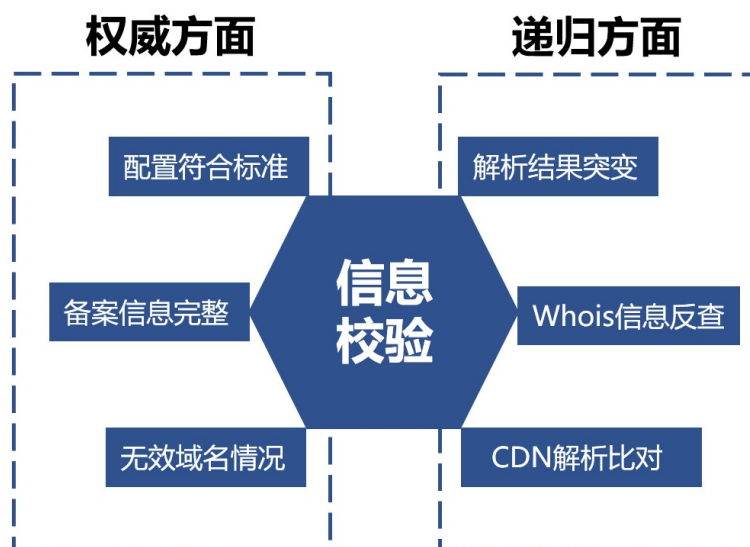 权威方面
递归方面
配置符合标准
解析结果突变
信息
校验
备案信息完整
Whois信息反查
无效域名情况
CDN解析比对